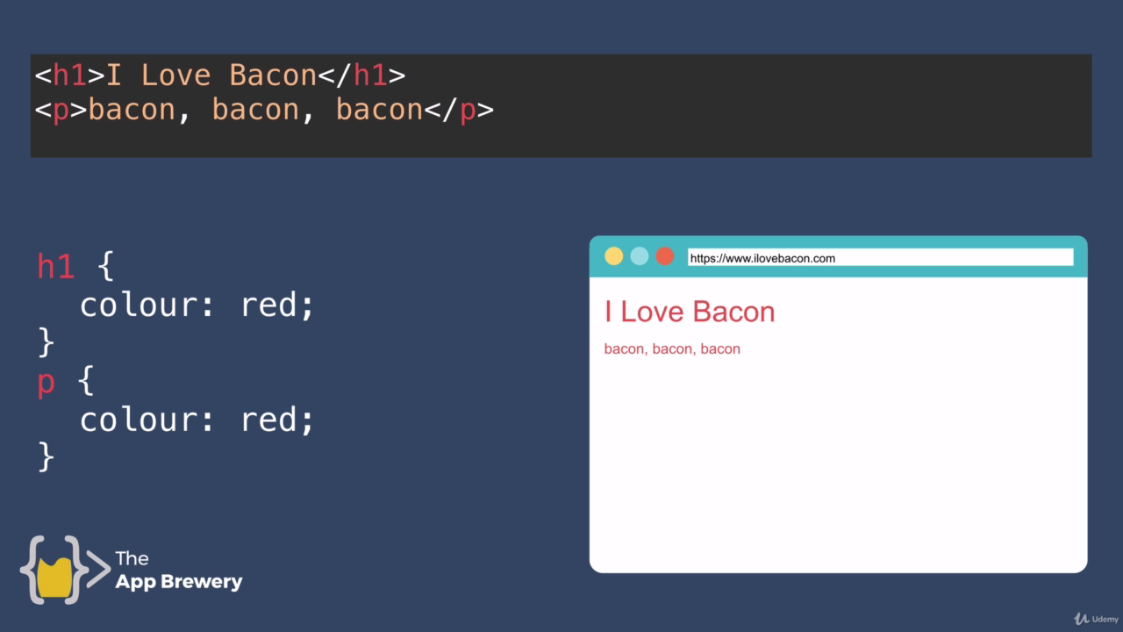 <h1>I Love Bacon</h1>
<p>bacon, bacon, bacon</p>
h1 {
  colour: red;
}
p {
  colour: red;
}
https://www.ilovebacon.com
I Love Bacon
bacon, bacon, bacon
The
App Brewery
Udemy